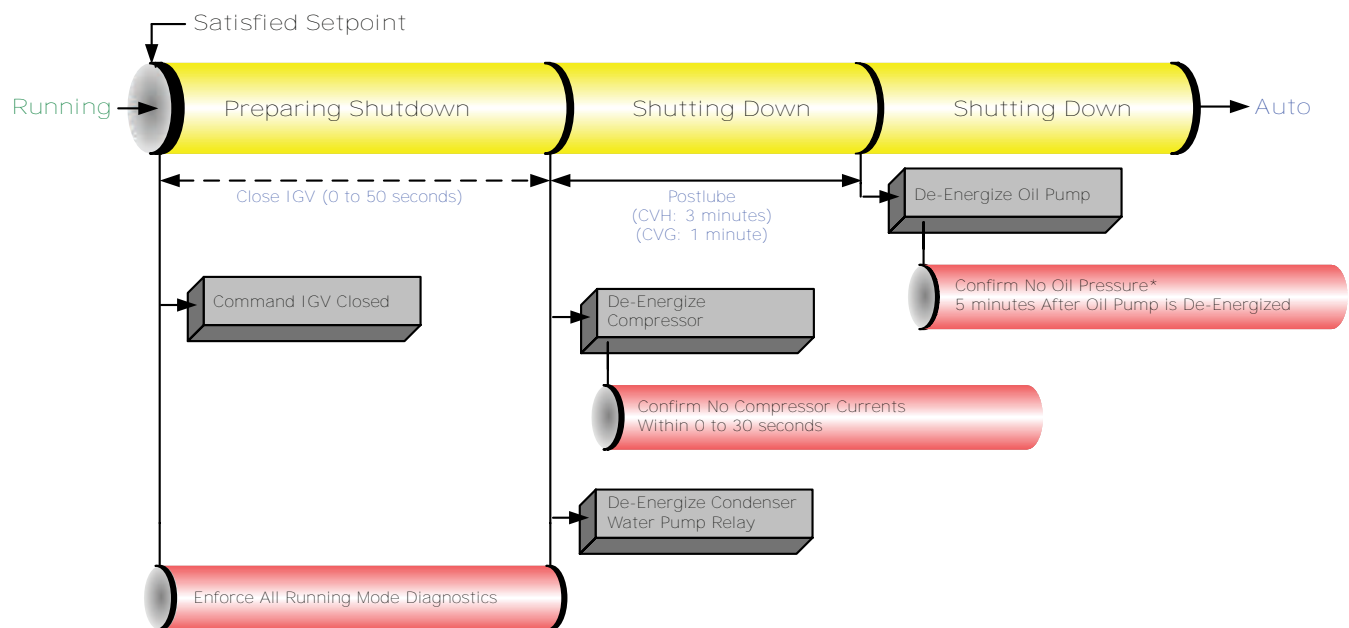 Satisfied Setpoint
Running
Preparing Shutdown
Shutting Down
Shutting Down
Auto
Close IGV (0 to 50 seconds)
Postlube
(CVH: 3 minutes)
(CVG: 1 minute)
De-Energize Oil Pump
Confirm No Oil Pressure*
5 minutes After Oil Pump is De-Energized
Command IGV Closed
De-Energize
Compressor
Confirm No Compressor Currents
Within 0 to 30 seconds
De-Energize Condenser
Water Pump Relay
Enforce All Running Mode Diagnostics